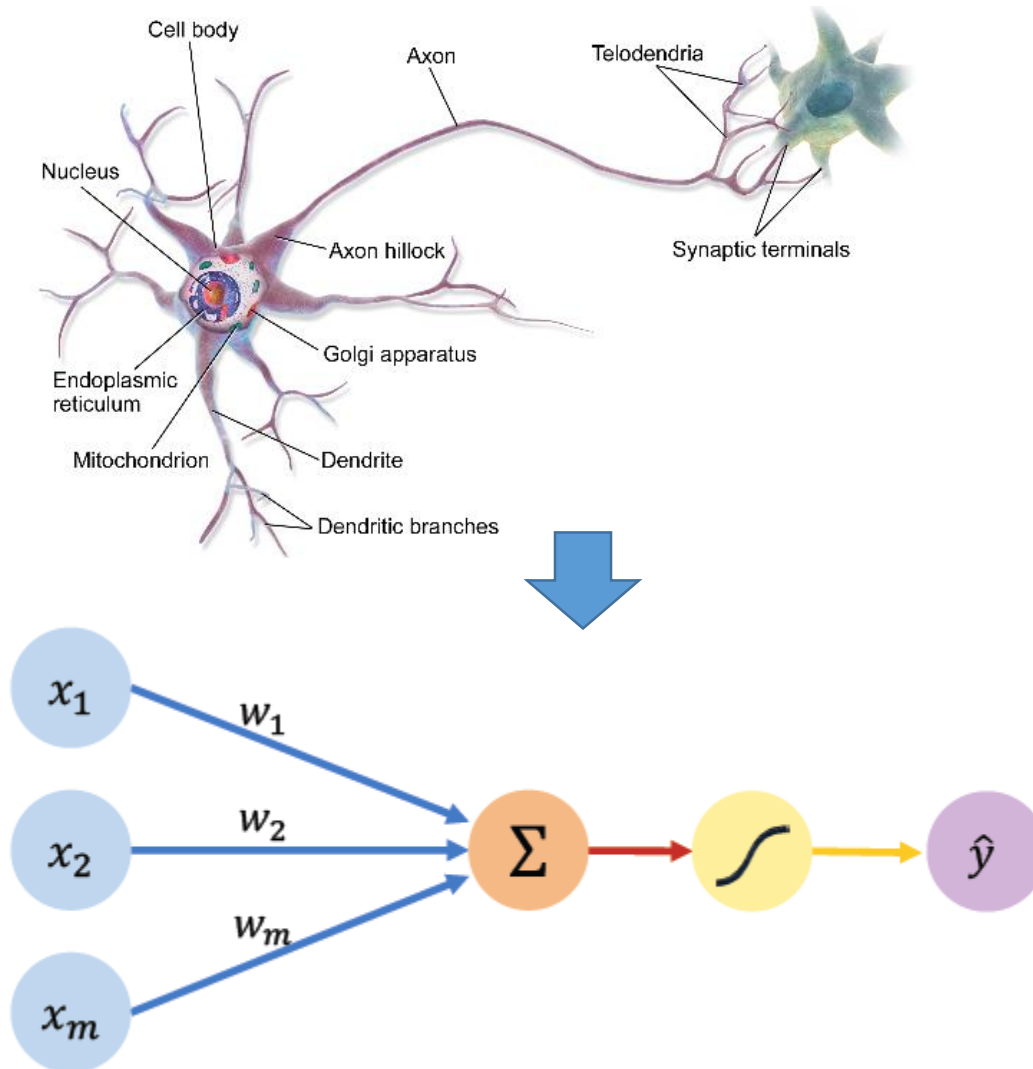 Cell body
Axon
Telodendria
Nucleus
Axon hillock
Synaptic terminals
Golgi apparatus
Endoplasmic
reticulum
Mitochondrion
Dendrite
Dendritic branches
x₁
w₁
x₂
w₂
Σ
ŷ
wₘ
xₘ